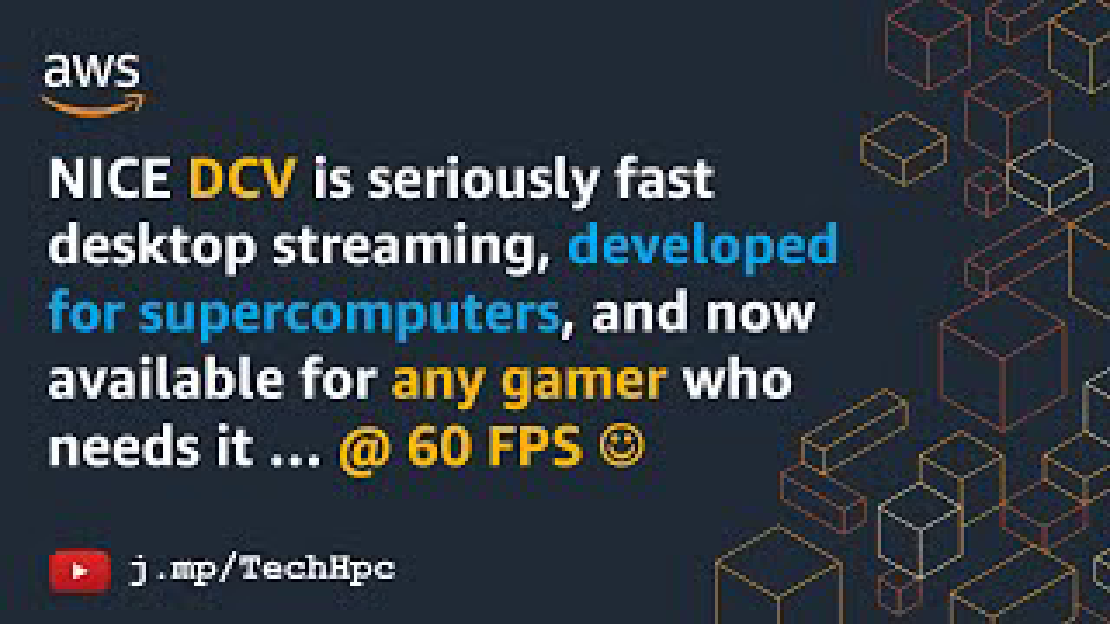 aws
NICE DCV is seriously fast
desktop streaming, developed
for supercomputers, and now
available for any gamer who
needs it ... @ 60 FPS ☺
j.mp/TechHpc